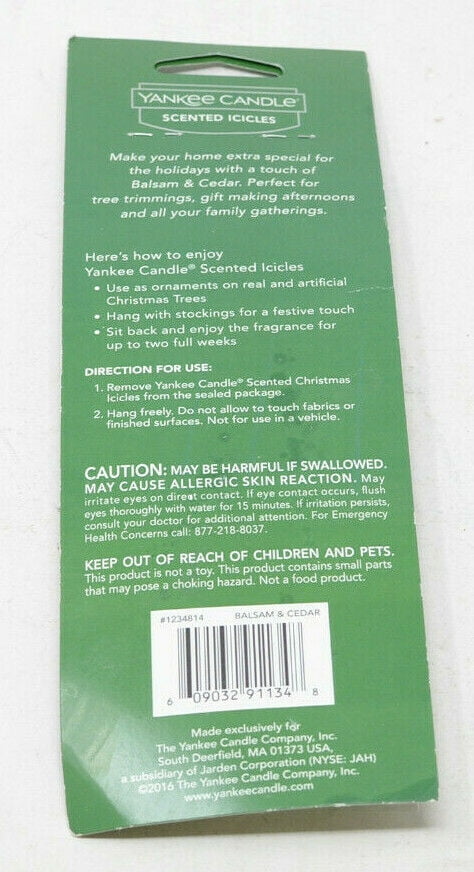 YANKEE CANDLE®
SCENTED ICICLES
Make your home extra special for
the holidays with a touch of
Balsam & Cedar. Perfect for
tree trimmings, gift making afternoons
and all your family gatherings.
Here's how to enjoy
Yankee Candle® Scented Icicles
• Use as ornaments on real and artificial
Christmas Trees
• Hang with stockings for a festive touch
• Sit back and enjoy the fragrance for
up to two full weeks
DIRECTION FOR USE:
1. Remove Yankee Candle® Scented Christmas
Icicles from the sealed package.
2. Hang freely. Do not allow to touch fabrics or
finished surfaces. Not for use in a vehicle.
CAUTION: MAY BE HARMFUL IF SWALLOWED.
MAY CAUSE ALLERGIC SKIN REACTION. May
irritate eyes on direct contact. If eye contact occurs, flush
eyes thoroughly with water for 15 minutes. If irritation persists,
consult your doctor for additional attention. For Emergency
Health Concerns call: 877-218-8037.
KEEP OUT OF REACH OF CHILDREN AND PETS.
This product is not a toy. This product contains small parts
that may pose a choking hazard. Not a food product.
#1234814 BALSAM & CEDAR
6 09032 91134 8
Made exclusively for
The Yankee Candle Company, Inc.
South Deerfield, MA 01373 USA,
a subsidiary of Jarden Corporation (NYSE: JAH)
©2016 The Yankee Candle Company, Inc.
www.yankeecandle.com